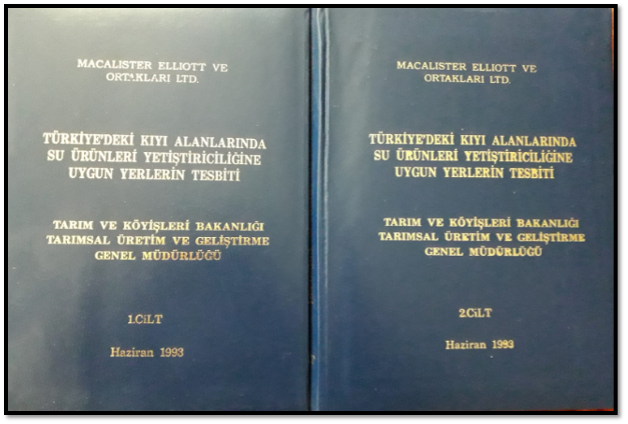 MACALISTER ELLIOTT VE
ORTAKLARI LTD.
TÜRKİYE'DEKİ KIYI ALANLARINDA
SU ÜRÜNLERİ YETİŞTİRİCİLİĞİNE
UYGUN YERLERİN TESBİTİ
TARIM VE KÖYİŞLERİ BAKANLIĞI
TARIMSAL ÜRETİM VE GELİŞTİRME
GENEL MÜDÜRLÜĞÜ
1.CİLT
Haziran 1993
MACALISTER ELLIOTT VE
ORTAKLARI LTD.
TÜRKİYE'DEKİ KIYI ALANLARINDA
SU ÜRÜNLERİ YETİŞTİRİCİLİĞİNE
UYGUN YERLERİN TESBİTİ
TARIM VE KÖYİŞLERİ BAKANLIĞI
TARIMSAL ÜRETİM VE GELİŞTİRME
GENEL MÜDÜRLÜĞÜ
2.CİLT
Haziran 1993